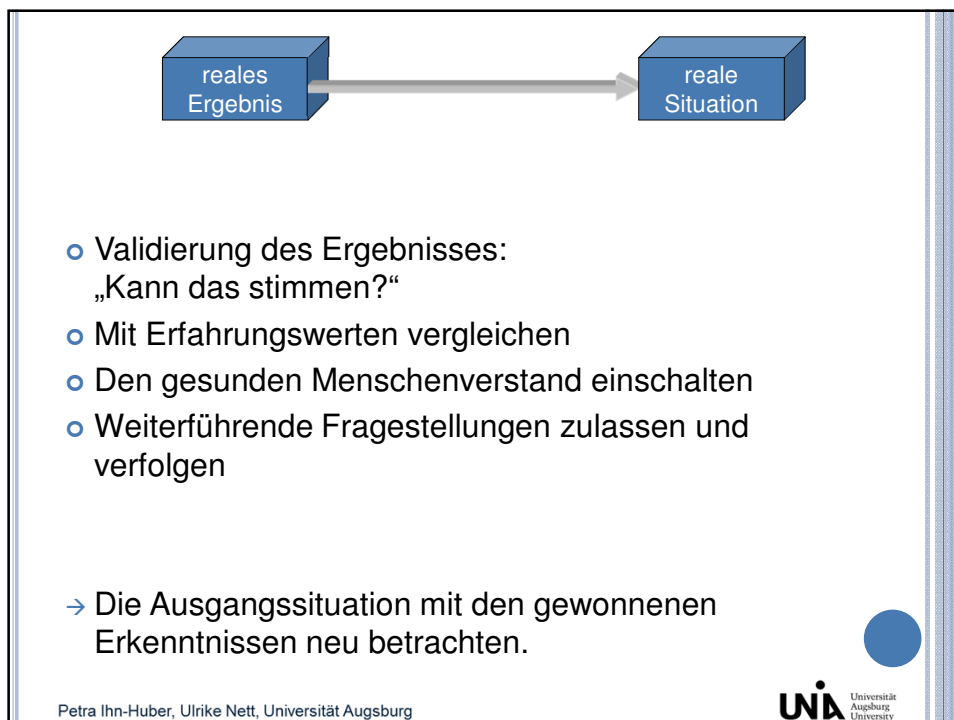 reales
Ergebnis
reale
Situation
Validierung des Ergebnisses:
„Kann das stimmen?“
Mit Erfahrungswerten vergleichen
Den gesunden Menschenverstand einschalten
Weiterführende Fragestellungen zulassen und
verfolgen
→ Die Ausgangssituation mit den gewonnenen
Erkenntnissen neu betrachten.
Petra Ihn-Huber, Ulrike Nett, Universität Augsburg
UNIA
Universität
Augsburg
University